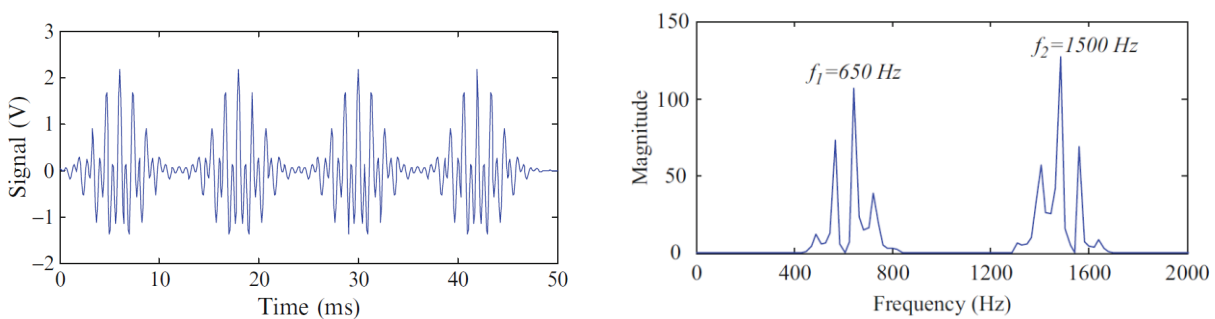 3
2
1
0
−1
−2
Signal (V)
0 10 20 30 40 50
Time (ms)
150
100
50
0
Magnitude
f1=650 Hz
f2=1500 Hz
0 400 800 1200 1600 2000
Frequency (Hz)